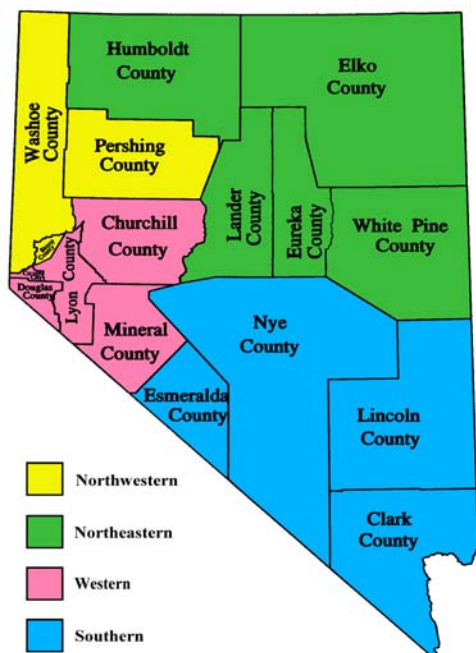 Humboldt
County
Elko
County
Washoe
County
Pershing
County
Lander
County
Eureka
County
White Pine
County
Churchill
County
Lyon
County
Douglas County
Mineral
County
Nye
County
Esmeralda
County
Lincoln
County
Clark
County
Northwestern
Northeastern
Western
Southern